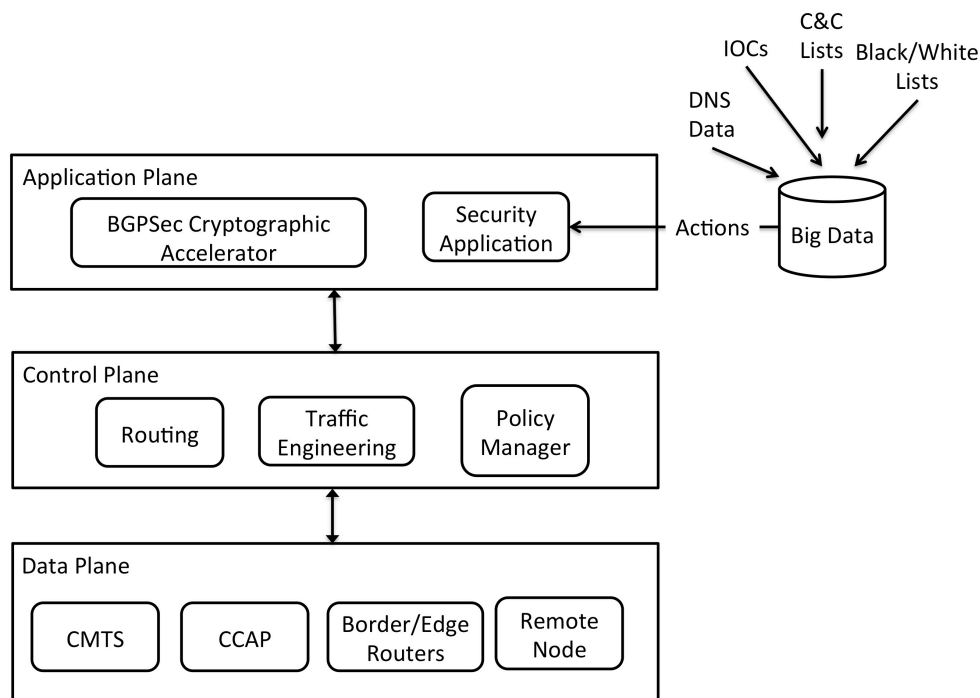 C&C
Lists
IOCs
Black/White
Lists
DNS
Data
Application Plane
BGPSec Cryptographic
Accelerator
Security
Application
Actions
Big Data
Control Plane
Routing
Traffic
Engineering
Policy
Manager
Data Plane
CMTS
CCAP
Border/Edge
Routers
Remote
Node